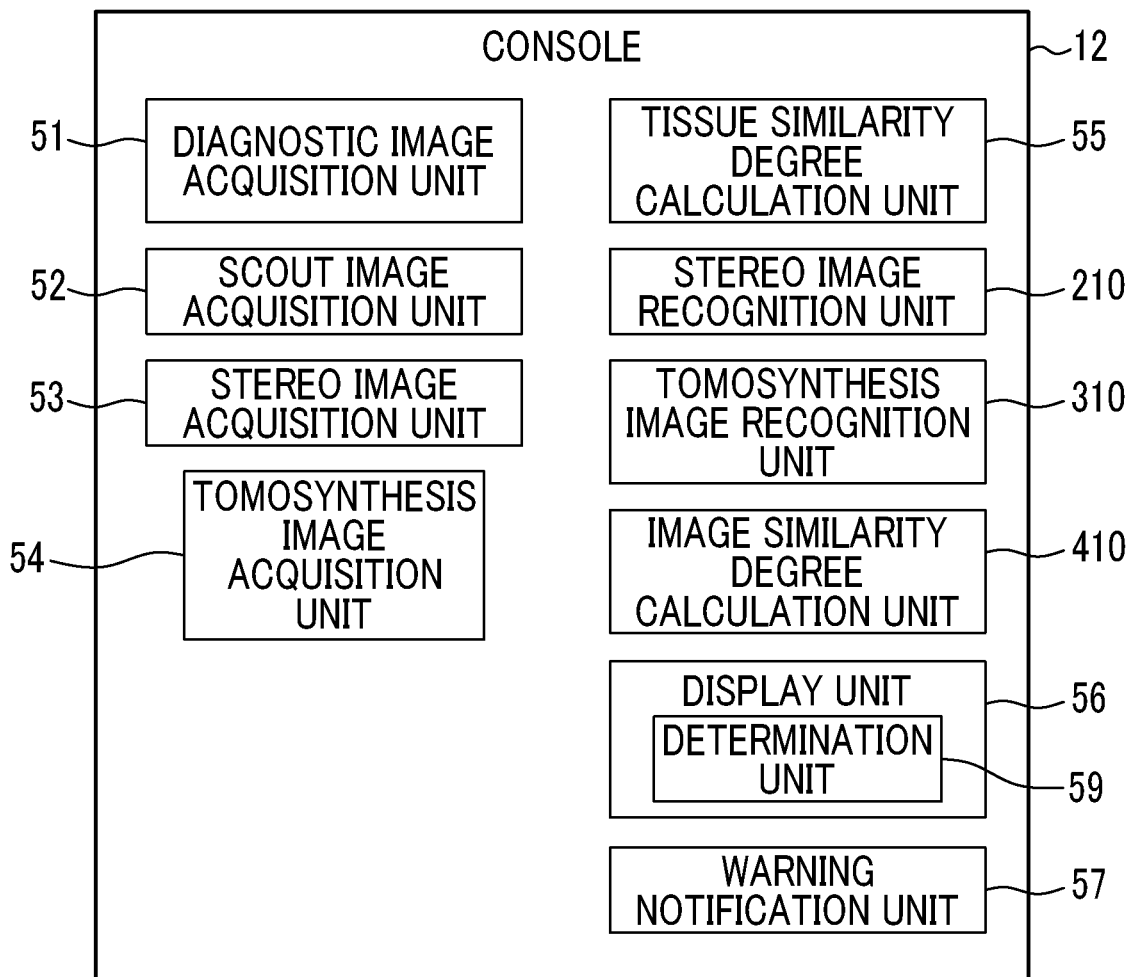 CONSOLE
12
51
DIAGNOSTIC IMAGE
ACQUISITION UNIT
52
SCOUT IMAGE
ACQUISITION UNIT
53
STEREO IMAGE
ACQUISITION UNIT
54
TOMOSYNTHESIS
IMAGE
ACQUISITION
UNIT
TISSUE SIMILARITY
DEGREE
CALCULATION UNIT
55
STEREO IMAGE
RECOGNITION UNIT
210
TOMOSYNTHESIS
IMAGE RECOGNITION
UNIT
310
IMAGE SIMILARITY
DEGREE
CALCULATION UNIT
410
DISPLAY UNIT
56
DETERMINATION
UNIT
59
WARNING
NOTIFICATION UNIT
57